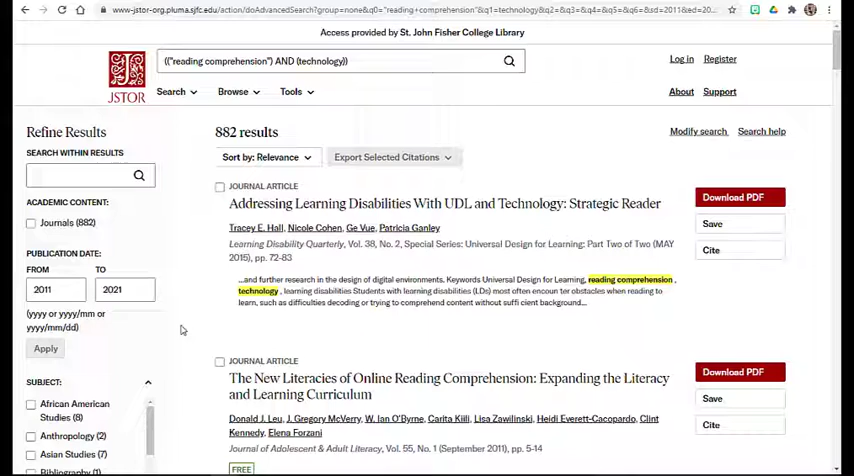 www-jstor-org.pluma.sjfc.edu/action/doAdvancedSearch?group=none&q0="reading+comprehension"&q1=technology&q2=&q3=&q4=&q5=&q6=&sd=2011&ed=20...
Access provided by St. John Fisher College Library
JSTOR
(("reading comprehension") AND (technology))
Log in Register
Search Browse Tools
About Support
Refine Results
882 results
Modify search Search help
SEARCH WITHIN RESULTS
Sort by: Relevance Export Selected Citations
JOURNAL ARTICLE
Addressing Learning Disabilities With UDL and Technology: Strategic Reader
Download PDF
ACADEMIC CONTENT:
Journals (882)
Tracey E. Hall, Nicole Cohen, Ge Vue, Patricia Ganley
Save
Learning Disability Quarterly, Vol. 38, No. 2, Special Series: Universal Design for Learning: Part Two of Two (MAY
2015), pp. 72-83
Cite
PUBLICATION DATE:
FROM TO
2011 2021
...and further research in the design of digital environments. Keywords Universal Design for Learning, reading comprehension ,
technology , learning disabilities Students with learning disabilities (LDs) most often encoun ter obstacles when reading to
learn, such as difficulties decoding or trying to comprehend content without suffi cient background...
(yyyy or yyyy/mm or
yyyy/mm/dd)
Apply
JOURNAL ARTICLE
The New Literacies of Online Reading Comprehension: Expanding the Literacy
and Learning Curriculum
Download PDF
SUBJECT:
African American
Studies (8)
Save
Donald J. Leu, J. Gregory McVerry, W. Ian O'Byrne, Carita Kiili, Lisa Zawilinski, Heidi Everett-Cacopardo, Clint
Kennedy, Elena Forzani
Cite
Anthropology (2)
Journal of Adolescent & Adult Literacy, Vol. 55, No. 1 (September 2011), pp. 5-14
Asian Studies (7)
FREE
Bibliography (1)